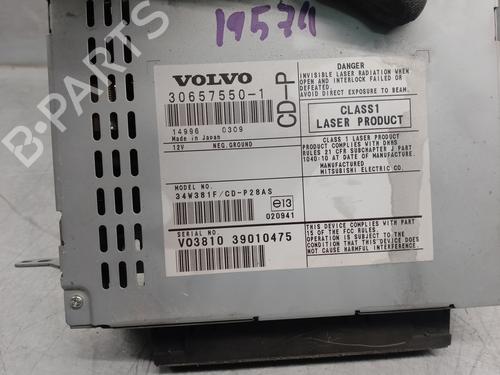 19571
VOLVO
30657550-1
14996 0309
Made in Japan
CD-P
12V NEG.GROUND
MODEL NO.
34W381F/CD-P28AS
e13
020941
SERIAL NO.
VO3810 39010475
DANGER
INVISIBLE LASER RADIATION WHEN
OPEN AND INTERLOCK FAILED OR
DEFEATED.
AVOID DIRECT EXPOSURE TO BEAM.
CLASS1
LASER PRODUCT
CLASS 1 LASER PRODUCT
PRODUCT COMPLIES WITH DHHS
RULES 21 CFR SUBCHAPTER J PART
1040-10 AT DATE OF MANUFACTURE.
MANUFACTURED
MITSUBISHI ELECTRIC CO.
THIS DEVICE COMPLIES WITH PART
15 OF THE FCC RULES.
OPERATION IS SUBJECT TO THE
CONDITION THAT THIS DEVICE DOES
NOT CAUSE HARMFUL INTERFERENCE
B-PARTS